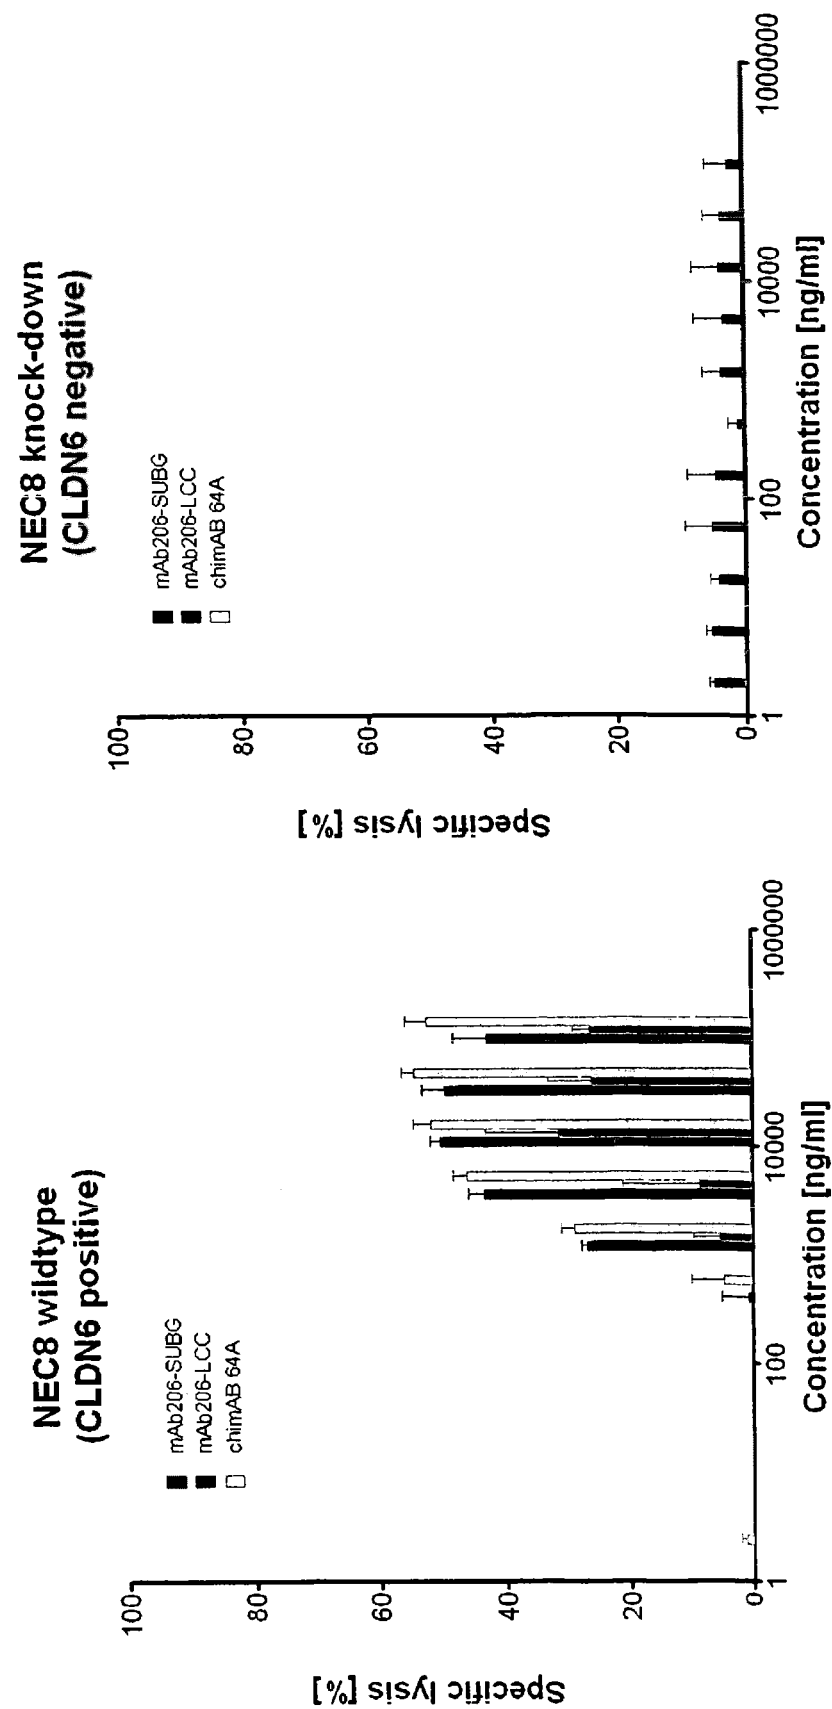 NEC8 wildtype
(CLDN6 positive)
mAb206-SUBG
mAb206-LCC
chimAB 64A
Specific lysis [%]
100
80
60
40
20
0
1
100
10000
1000000
Concentration [ng/ml]
NEC8 knock-down
(CLDN6 negative)
mAb206-SUBG
mAb206-LCC
chimAB 64A
Specific lysis [%]
100
80
60
40
20
0
1
100
10000
1000000
Concentration [ng/ml]